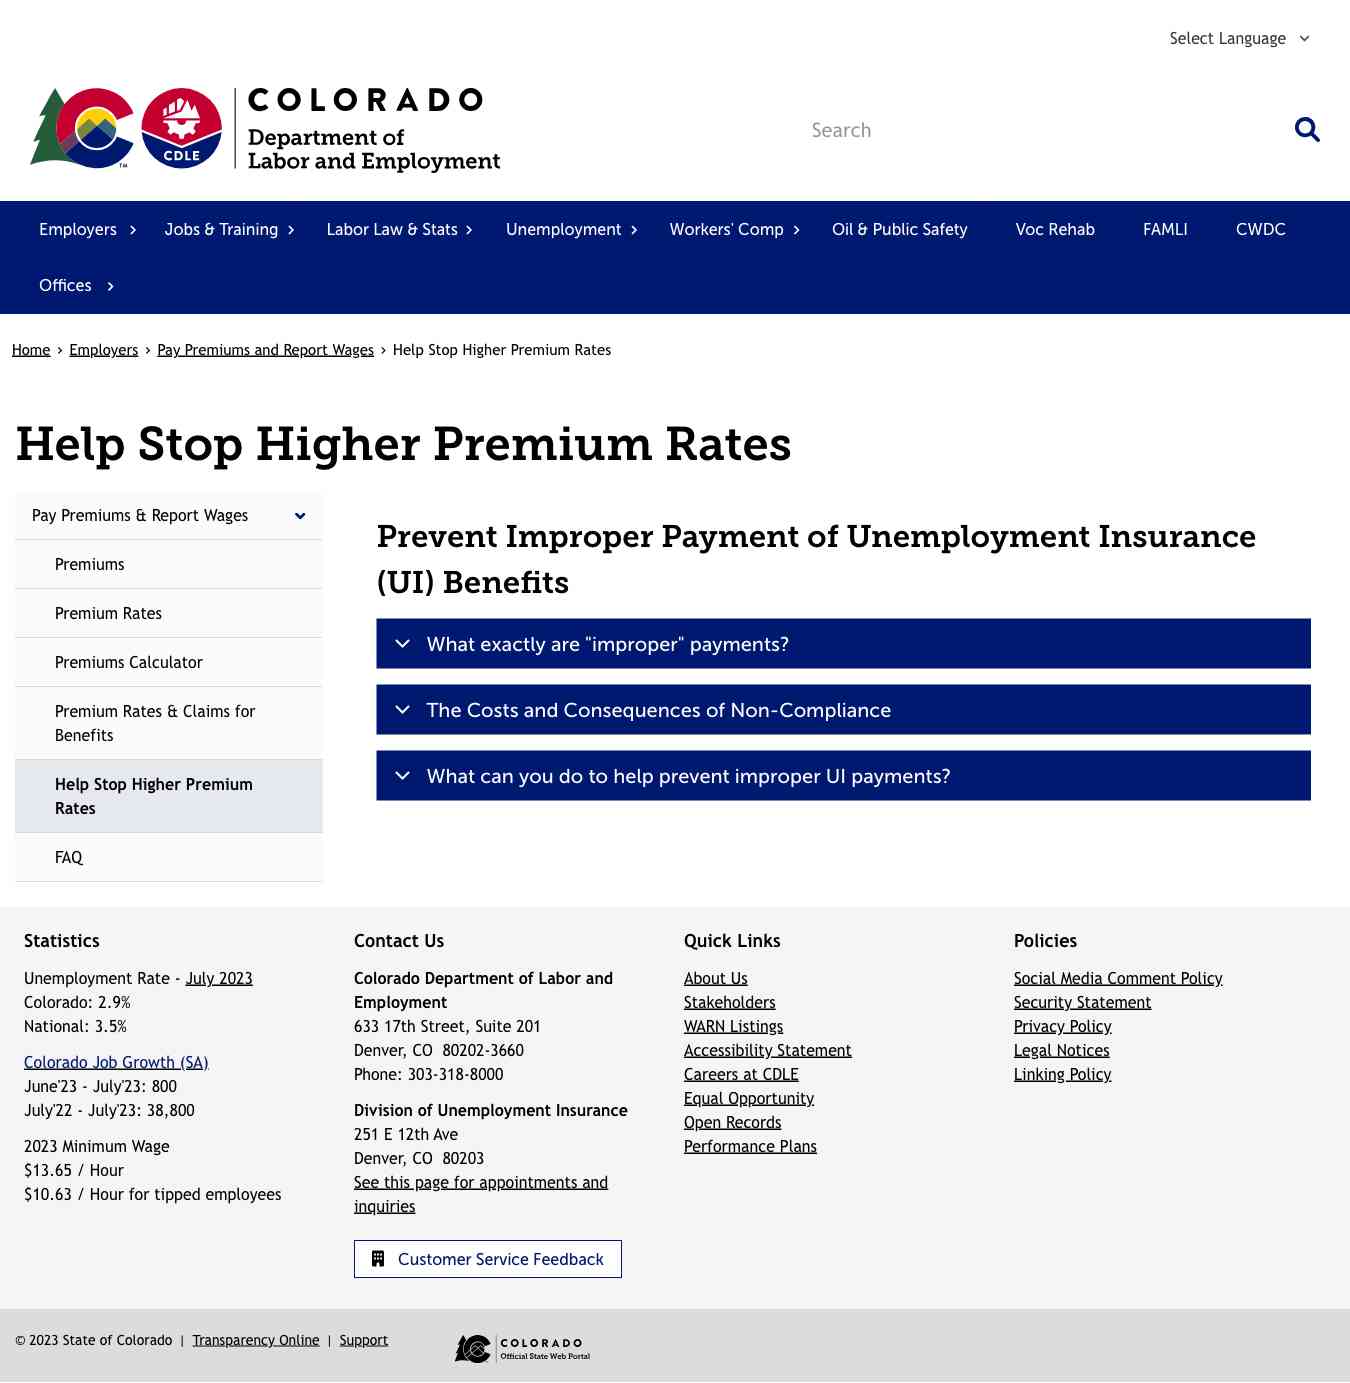 Select Language
COLORADO
Department of
Labor and Employment
CDLE
TM
Search
Employers
Jobs & Training
Labor Law & Stats
Unemployment
Workers' Comp
Oil & Public Safety
Voc Rehab
FAMLI
CWDC
Offices
Home › Employers › Pay Premiums and Report Wages › Help Stop Higher Premium Rates
Help Stop Higher Premium Rates
Pay Premiums & Report Wages
Premiums
Premium Rates
Premiums Calculator
Premium Rates & Claims for
Benefits
Help Stop Higher Premium
Rates
FAQ
Prevent Improper Payment of Unemployment Insurance
(UI) Benefits
What exactly are "improper" payments?
The Costs and Consequences of Non-Compliance
What can you do to help prevent improper UI payments?
Statistics
Unemployment Rate - July 2023
Colorado: 2.9%
National: 3.5%
Colorado Job Growth (SA)
June'23 - July'23: 800
July'22 - July'23: 38,800
2023 Minimum Wage
$13.65 / Hour
$10.63 / Hour for tipped employees
Contact Us
Colorado Department of Labor and
Employment
633 17th Street, Suite 201
Denver, CO  80202-3660
Phone: 303-318-8000
Division of Unemployment Insurance
251 E 12th Ave
Denver, CO  80203
See this page for appointments and
inquiries
Customer Service Feedback
Quick Links
About Us
Stakeholders
WARN Listings
Accessibility Statement
Careers at CDLE
Equal Opportunity
Open Records
Performance Plans
Policies
Social Media Comment Policy
Security Statement
Privacy Policy
Legal Notices
Linking Policy
© 2023 State of Colorado | Transparency Online | Support
COLORADO
Official State Web Portal